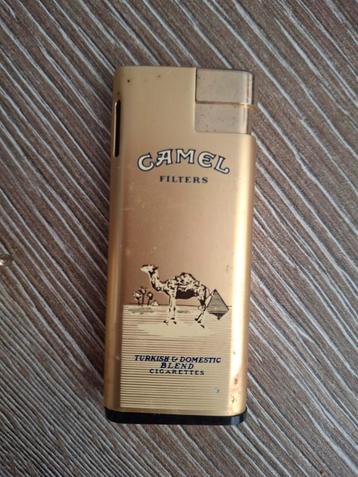 CAMEL
FILTERS
TURKISH & DOMESTIC
BLEND
CIGARETTES